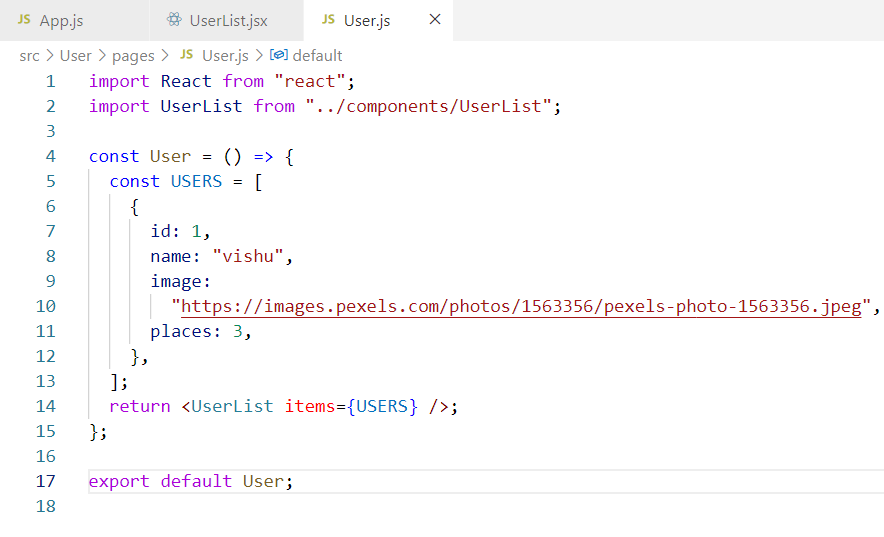 JS App.js UserList.jsx JS User.js ×
src > User > pages > JS User.js > default
1 import React from "react";
2 import UserList from "../components/UserList";
3
4 const User = () => {
5   const USERS = [
6     {
7       id: 1,
8       name: "vishu",
9       image:
10         "https://images.pexels.com/photos/1563356/pexels-photo-1563356.jpeg",
11       places: 3,
12     },
13   ];
14   return <UserList items={USERS} />;
15 };
16
17 export default User;
18